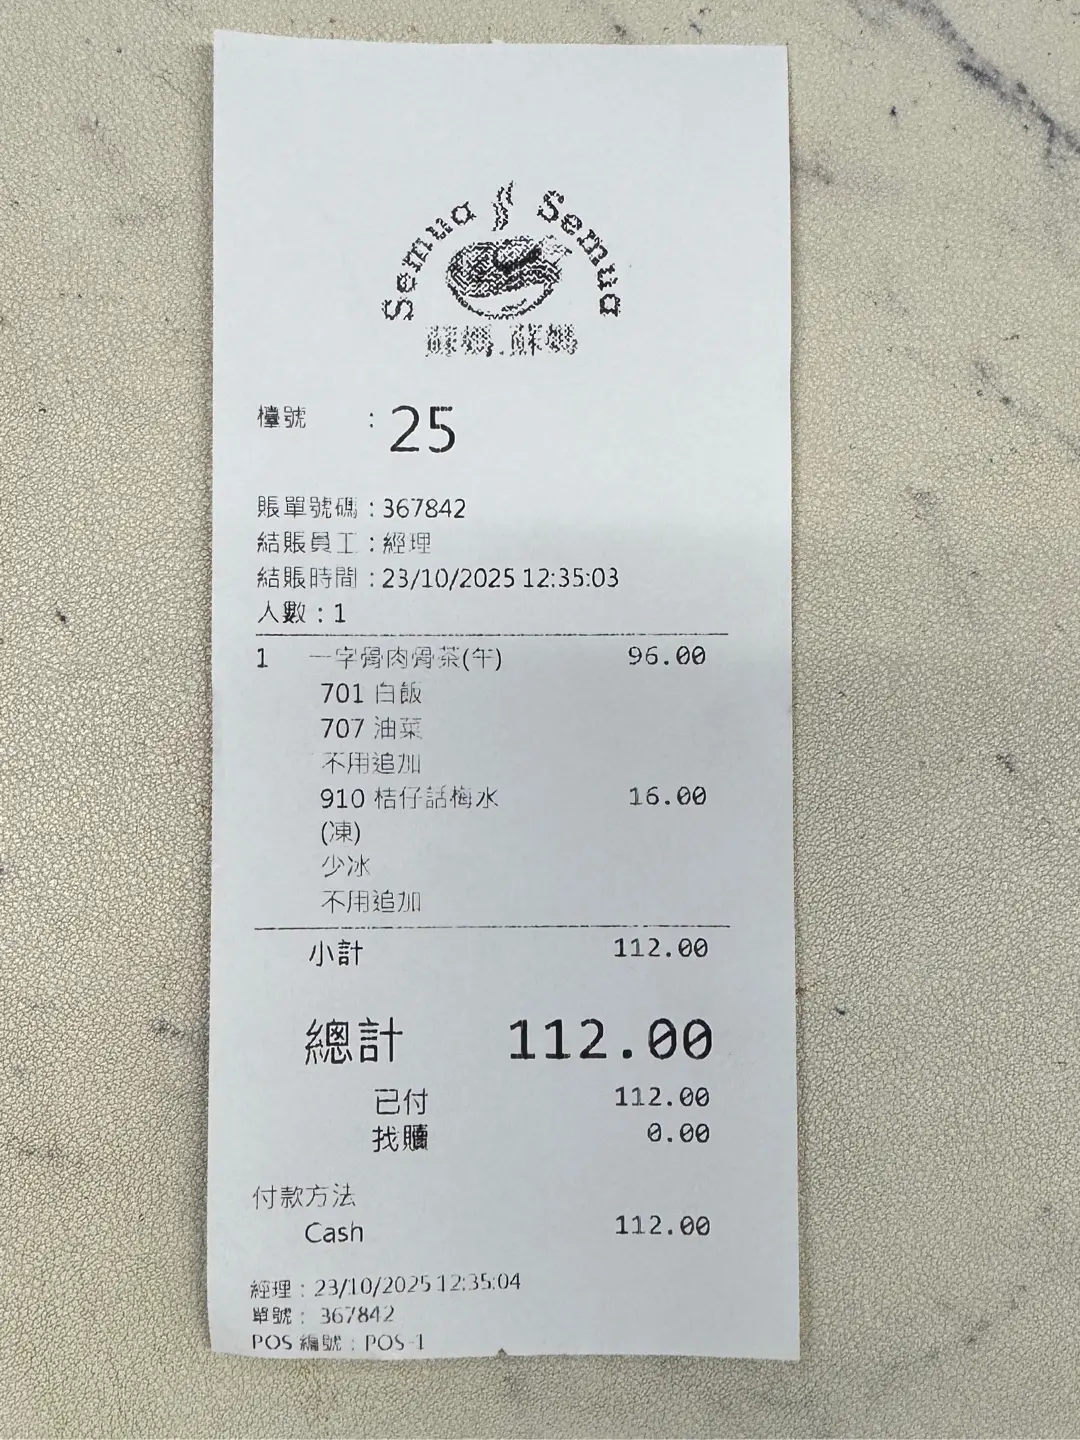 Semua Semua
蘇媽.蘇媽
檯號 : 25
賬單號碼 : 367842
結賬員工 : 經理
結賬時間 : 23/10/2025 12:35:03
人數 : 1
1 一字骨肉骨茶(午) 96.00
701 白飯
707 油菜
不用追加
910 桔仔話梅水 16.00
(凍)
少冰
不用追加
小計 112.00
總計 112.00
已付 112.00
找贖 0.00
付款方法
Cash 112.00
經理 : 23/10/2025 12:35:04
單號 : 367842
POS 編號 : POS-1